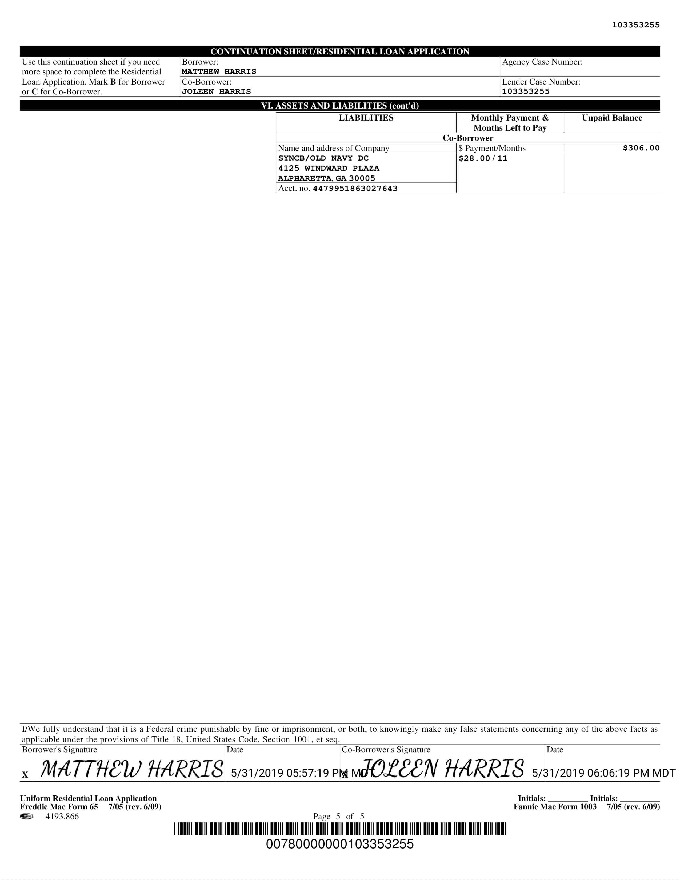 103353255
CONTINUATION SHEET/RESIDENTIAL LOAN APPLICATION
Use this continuation sheet if you need more space to complete the Residential Loan Application. Mark B for Borrower or C for Co-Borrower.
Borrower:
MATTHEW HARRIS
Agency Case Number:
Co-Borrower:
JOLEEN HARRIS
Lender Case Number:
103353255
VI. ASSETS AND LIABILITIES (cont'd)
LIABILITIES
Monthly Payment & Months Left to Pay
Unpaid Balance
Co-Borrower
Name and address of Company
SYNCB/OLD NAVY DC
4125 WINDWARD PLAZA
ALPHARETTA, GA 30005
Acct. no. 4479951863027643
$ Payment/Months
$28.00/11
$306.00
I/We fully understand that it is a Federal crime punishable by fine or imprisonment, or both, to knowingly make any false statements concerning any of the above facts as
applicable under the provisions of Title 18, United States Code, Section 1001, et seq.
Borrower's Signature Date Co-Borrower's Signature Date
X MATTHEW HARRIS 5/31/2019 05:57:19 PM MDT
X JOLEEN HARRIS 5/31/2019 06:06:19 PM MDT
Uniform Residential Loan Application
Freddie Mac Form 65 7/05 (rev. 6/09)
4193.866
Page 5 of 5
Initials: Initials:
Fannie Mae Form 1003 7/05 (rev. 6/09)
00780000000103353255